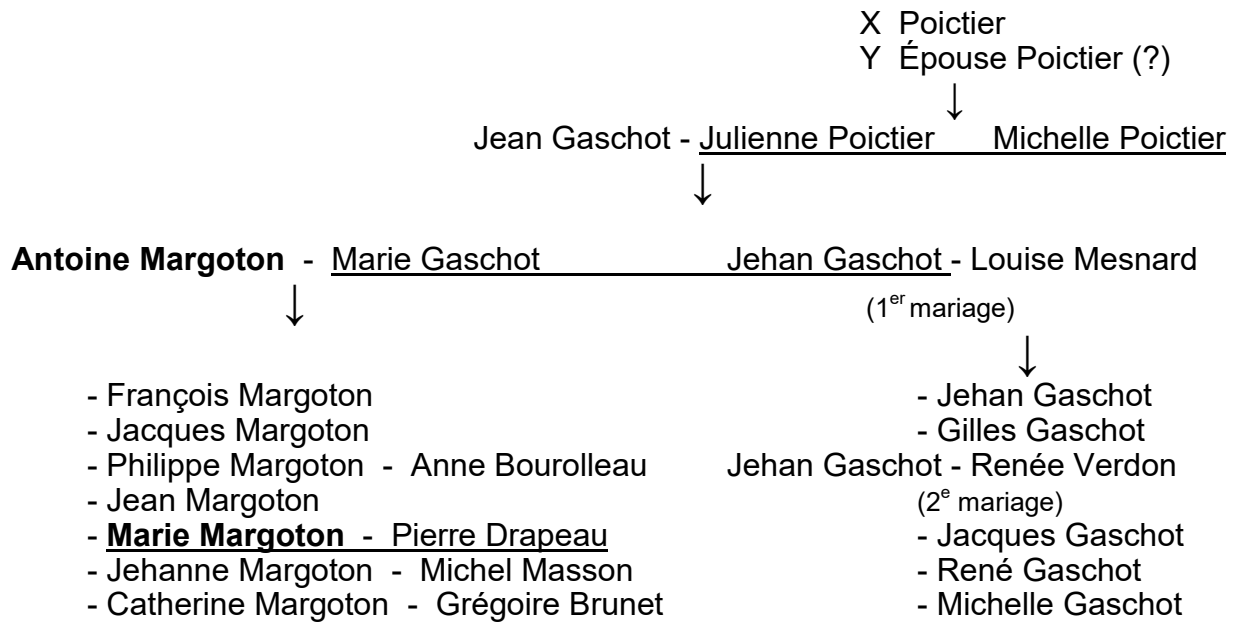 X Poictier
Y Épouse Poictier (?)
↓
Jean Gaschot - Julienne Poictier Michelle Poictier
↓
Antoine Margoton - Marie Gaschot Jehan Gaschot - Louise Mesnard
↓ (1er mariage)
↓
- François Margoton - Jehan Gaschot
- Jacques Margoton - Gilles Gaschot
- Philippe Margoton - Anne Bourolleau Jehan Gaschot - Renée Verdon
- Jean Margoton (2e mariage)
- Marie Margoton - Pierre Drapeau - Jacques Gaschot
- Jehanne Margoton - Michel Masson - René Gaschot
- Catherine Margoton - Grégoire Brunet - Michelle Gaschot